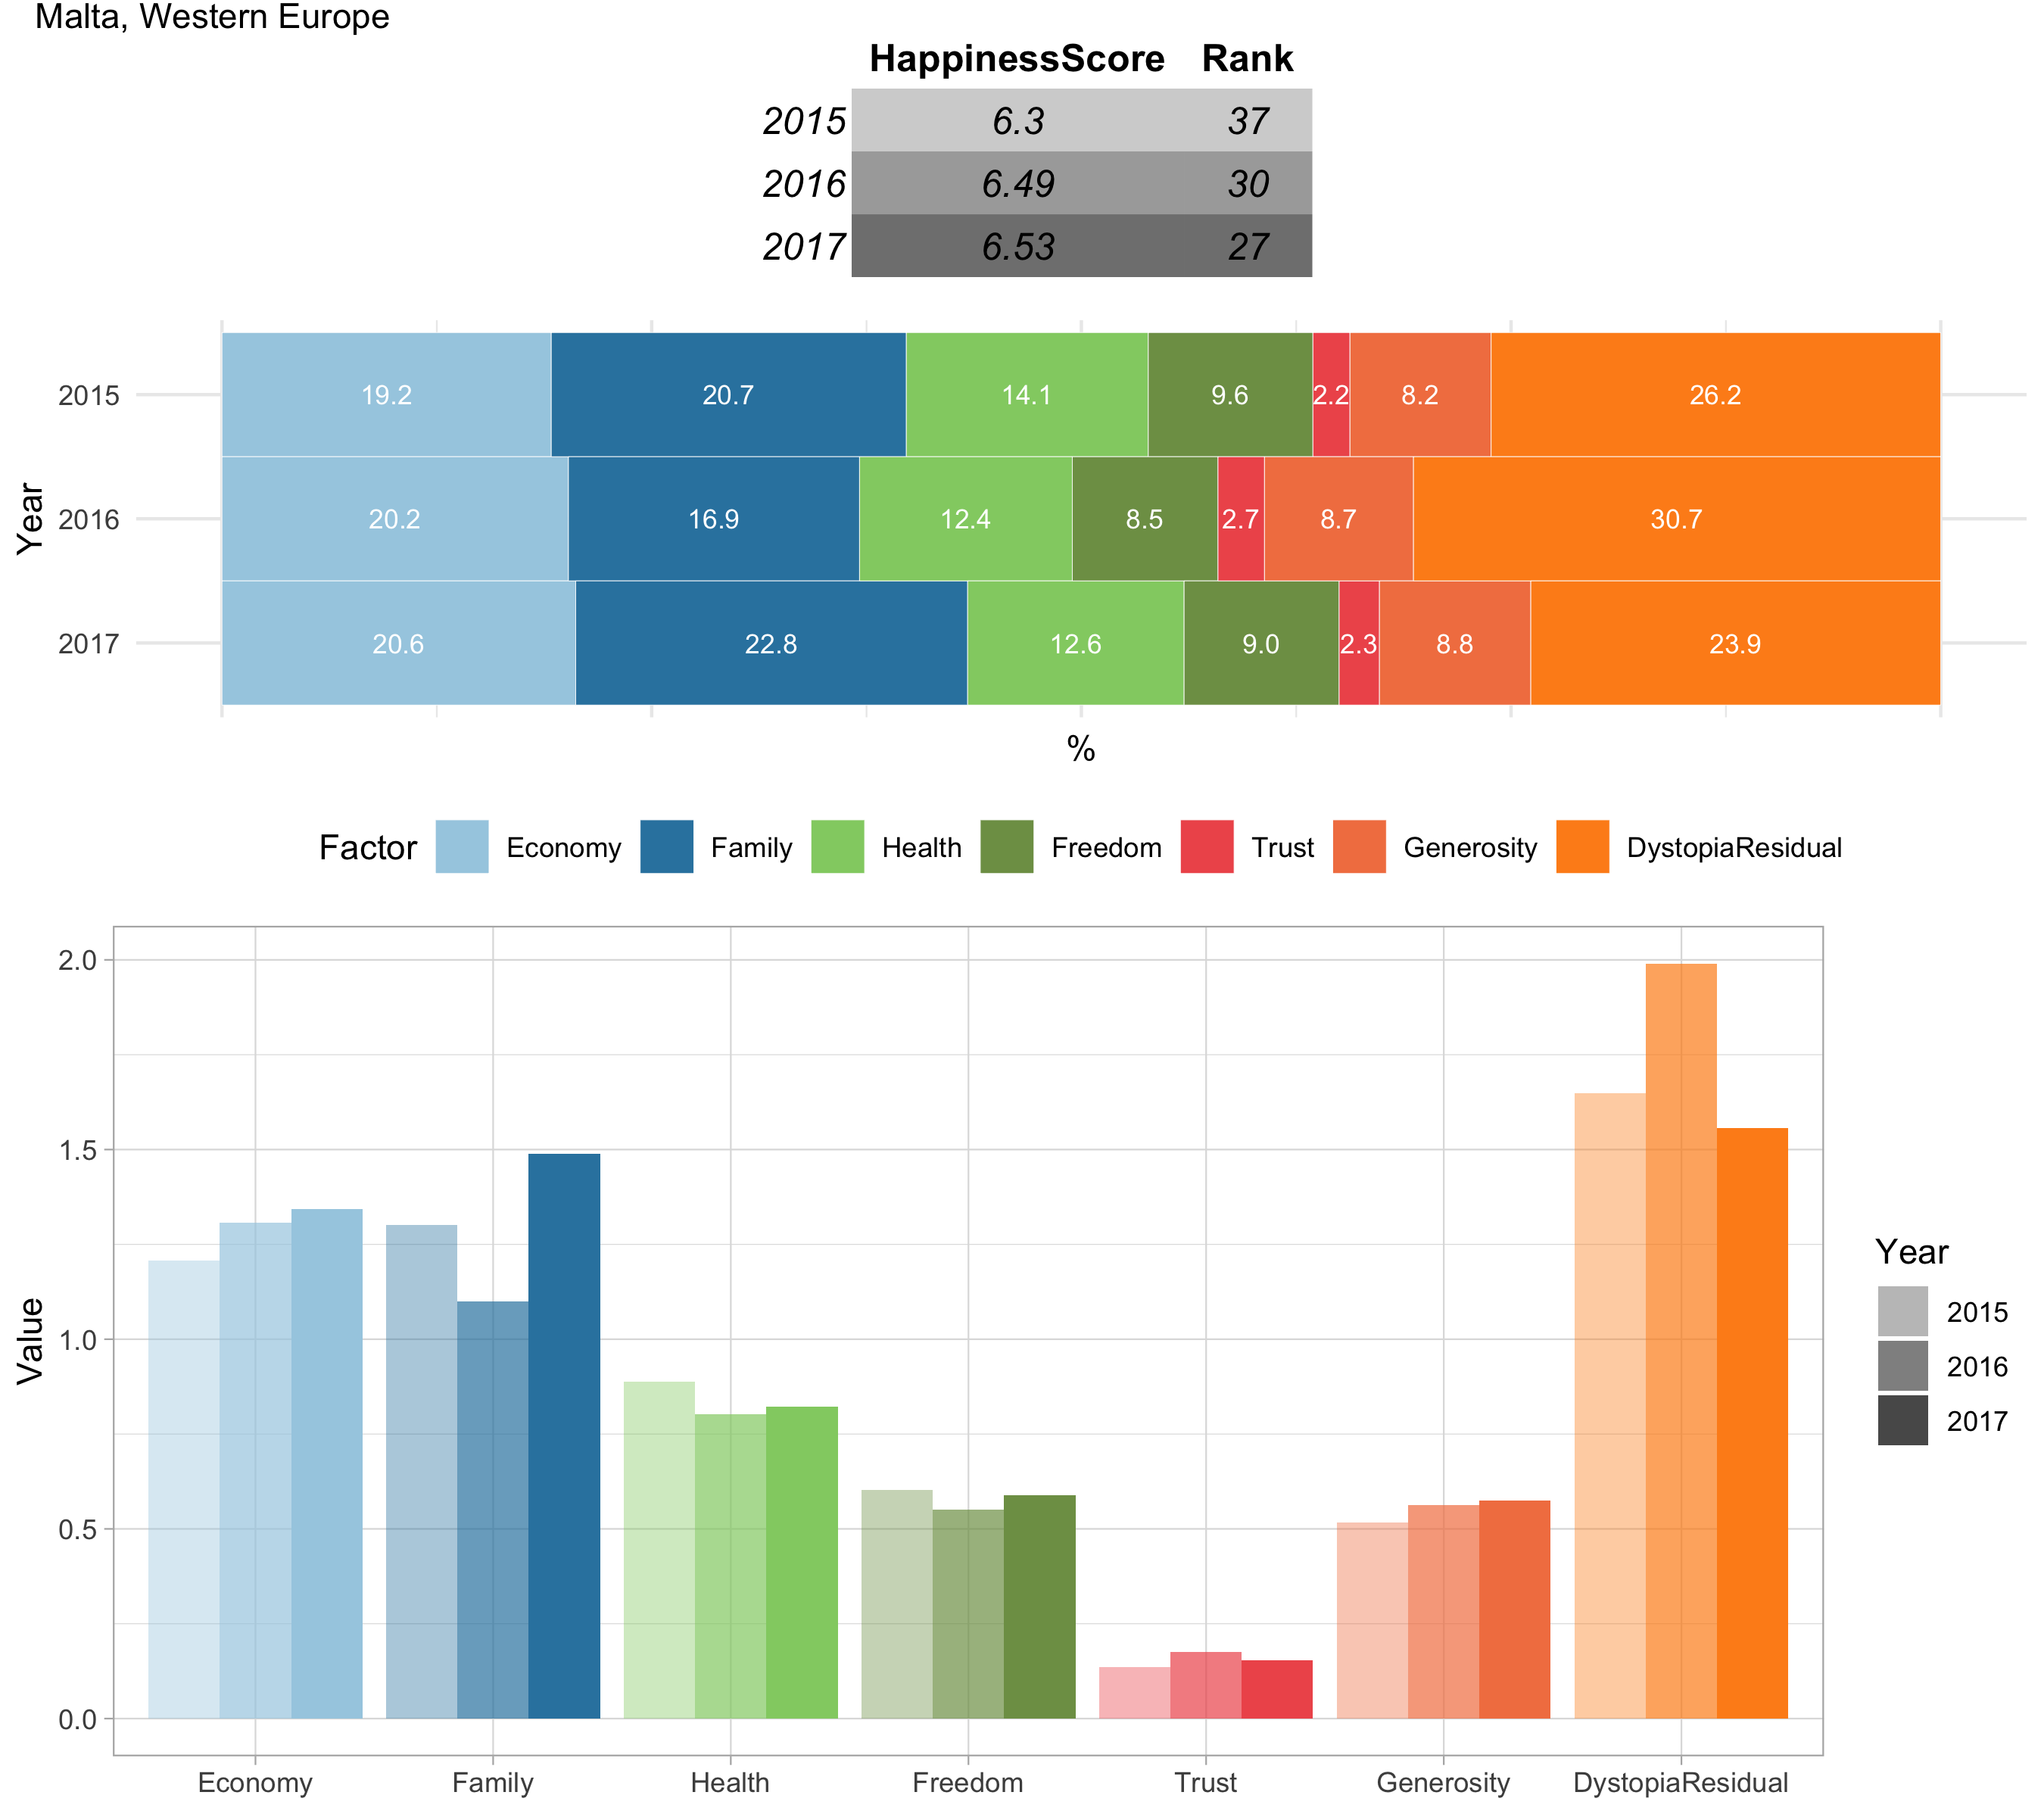 Malta, Western Europe
HappinessScore Rank
2015 6.3 37
2016 6.49 30
2017 6.53 27
Year
2015 19.2 20.7 14.1 9.6 2.2 8.2 26.2
2016 20.2 16.9 12.4 8.5 2.7 8.7 30.7
2017 20.6 22.8 12.6 9.0 2.3 8.8 23.9
%
Factor Economy Family Health Freedom Trust Generosity DystopiaResidual
Value
2.0
1.5
1.0
0.5
0.0
Economy Family Health Freedom Trust Generosity DystopiaResidual
Year
2015
2016
2017